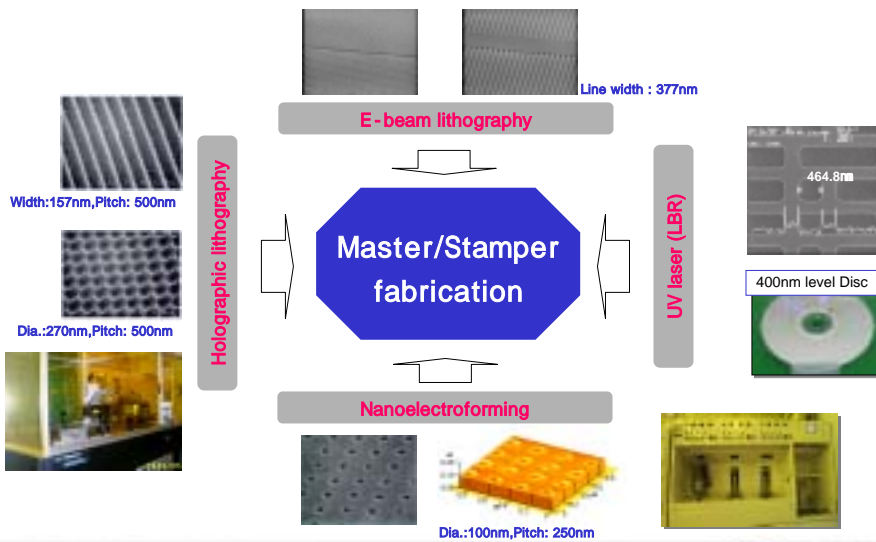 Line width : 377nm
E-beam lithography
Holographic lithography
Width:157nm,Pitch: 500nm
Dia.:270nm,Pitch: 500nm
Master/Stamper
fabrication
UV laser (LBR)
464.8nm
400nm level Disc
Nanoelectroforming
Dia.:100nm,Pitch: 250nm